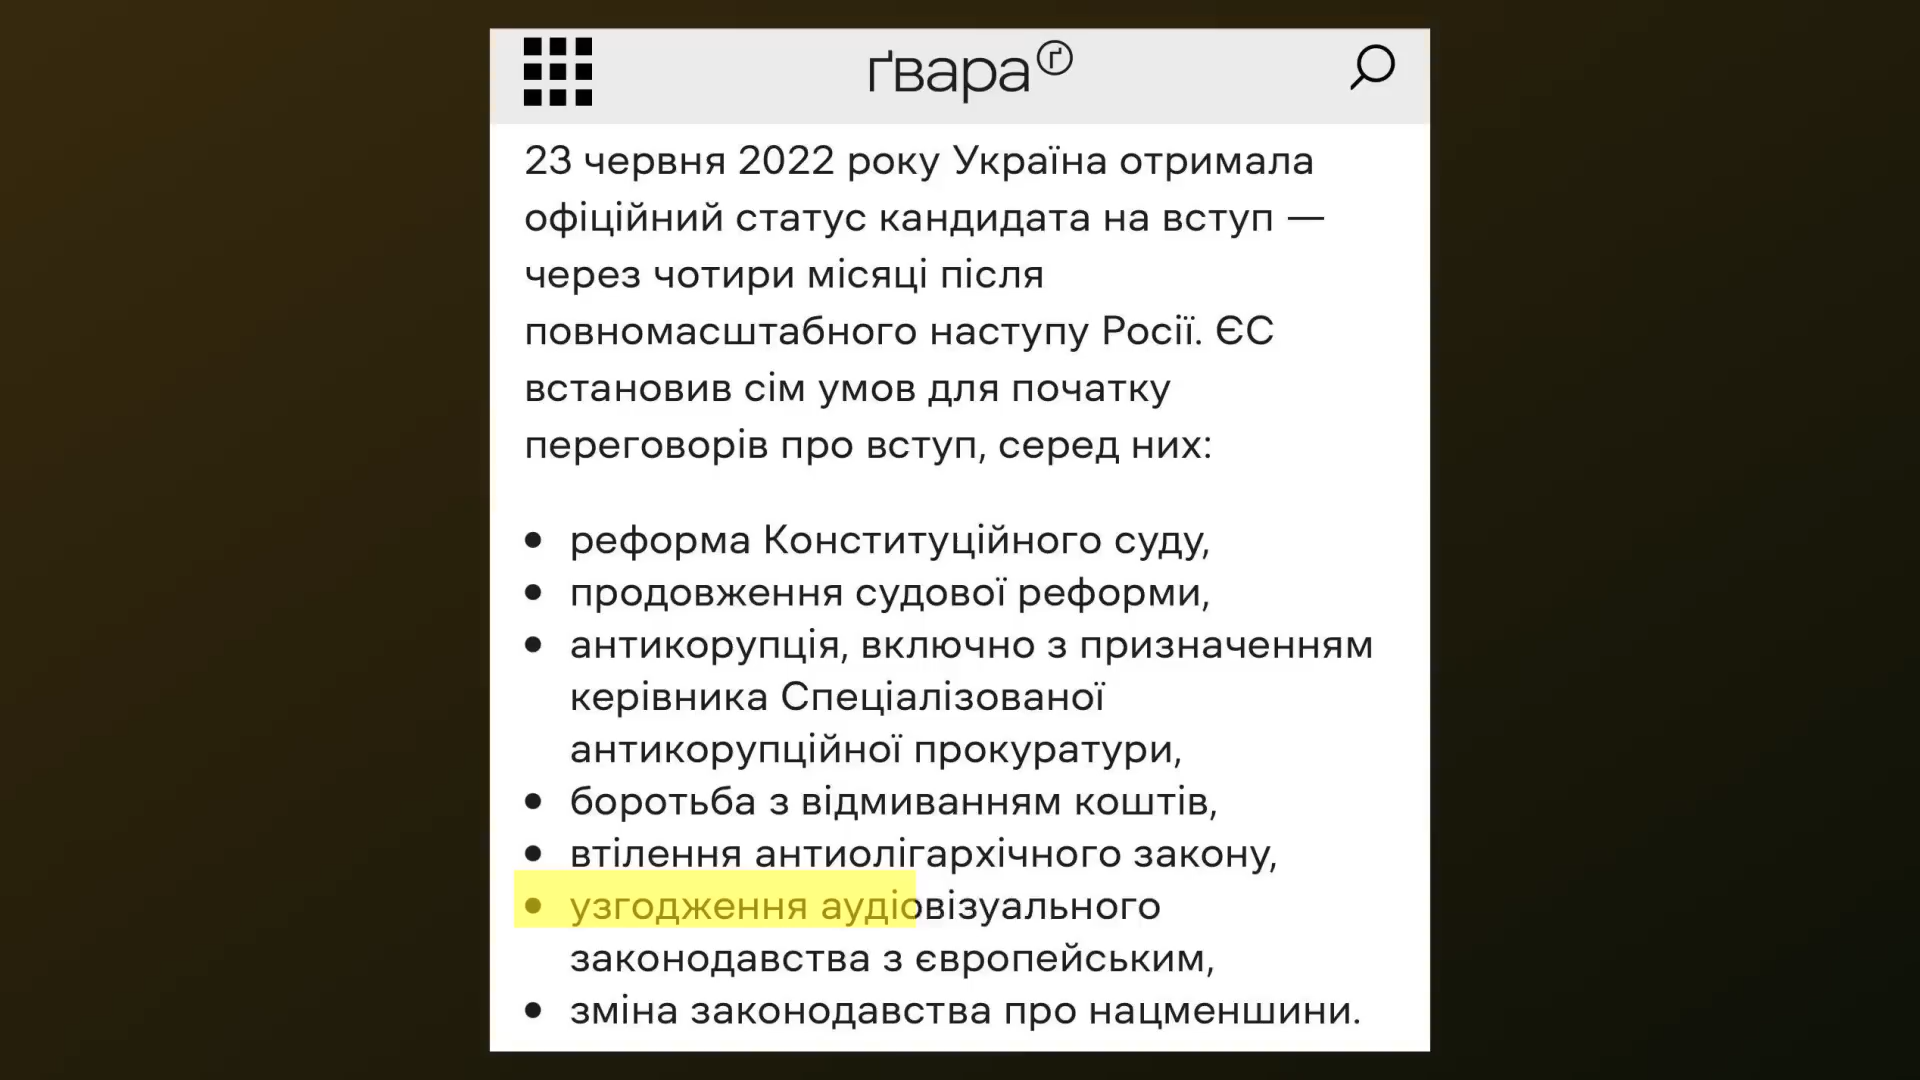 ґвара ґ
23 червня 2022 року Україна отримала
офіційний статус кандидата на вступ —
через чотири місяці після
повномасштабного наступу Росії. ЄС
встановив сім умов для початку
переговорів про вступ, серед них:
• реформа Конституційного суду,
• продовження судової реформи,
• антикорупція, включно з призначенням
керівника Спеціалізованої
антикорупційної прокуратури,
• боротьба з відмиванням коштів,
• втілення антиолігархічного закону,
• узгодження аудіовізуального
законодавства з європейським,
• зміна законодавства про нацменшини.